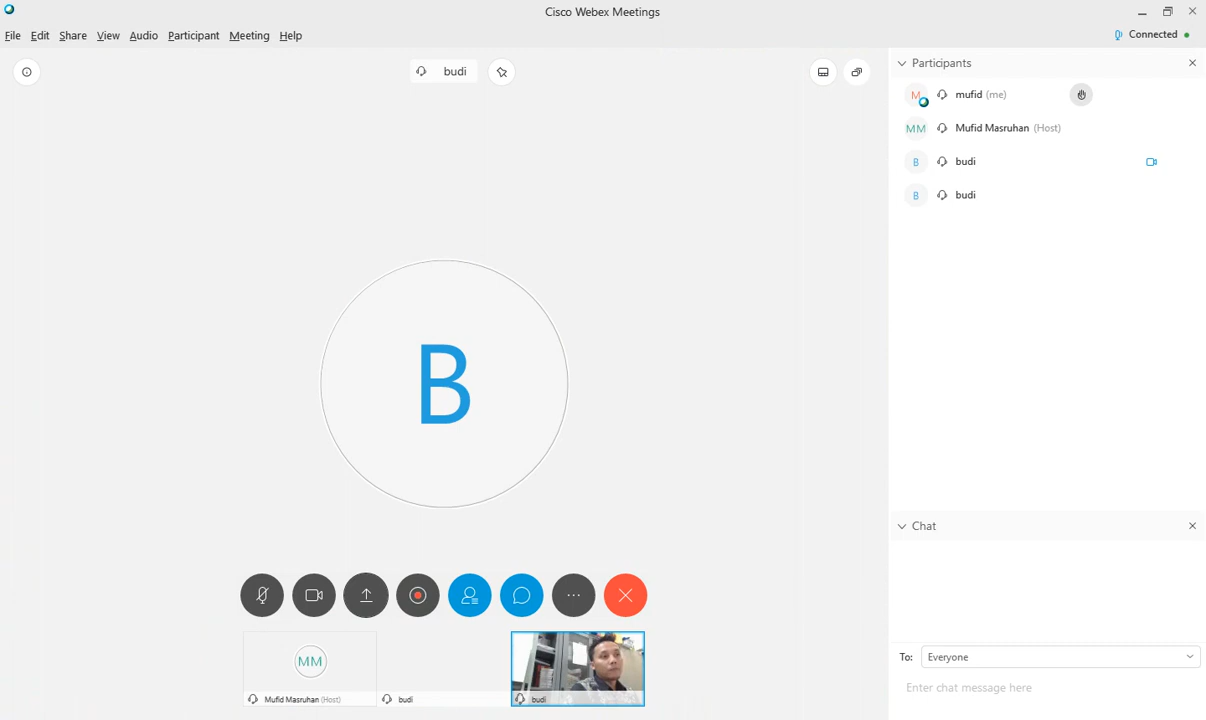 Cisco Webex Meetings
File Edit Share View Audio Participant Meeting Help
Connected
budi
Participants
M mufid (me)
MM Mufid Masruhan (Host)
B budi
B budi
B
Chat
MM
Mufid Masruhan (Host)
budi
budi
To: Everyone
Enter chat message here